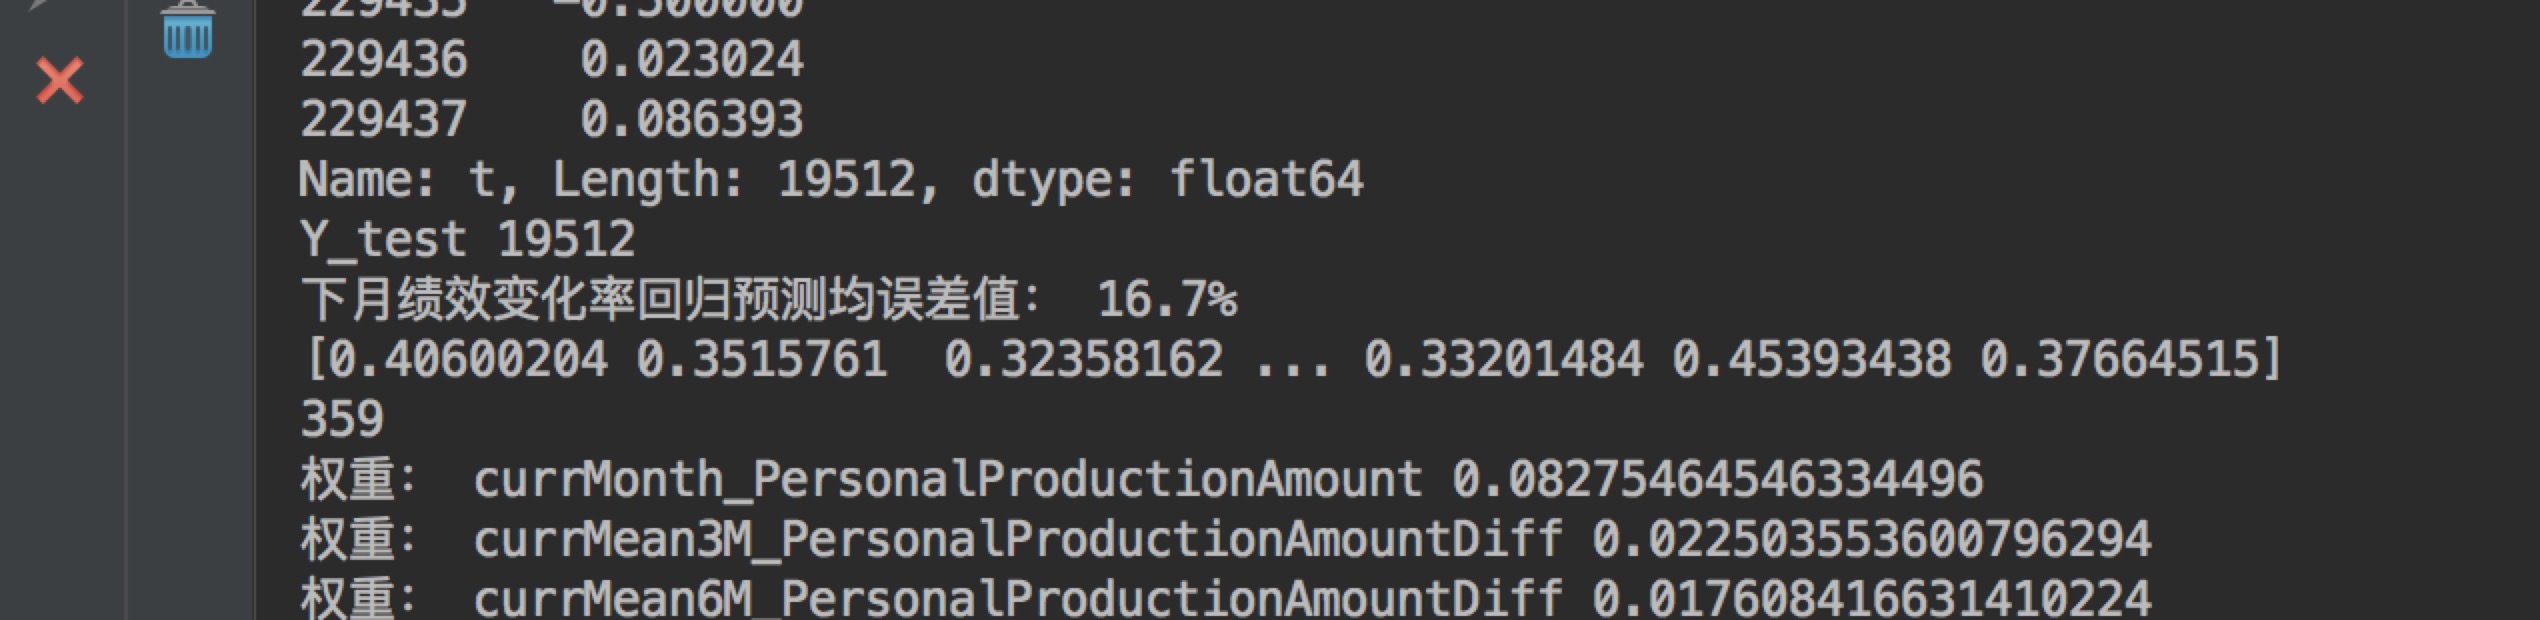 229435   -0.500000
229436    0.023024
229437    0.086393
Name: t, Length: 19512, dtype: float64
Y_test 19512
下月绩效变化率回归预测均误差值： 16.7%
[0.40600204 0.3515761  0.32358162 ... 0.33201484 0.45393438 0.37664515]
359
权重： currMonth_PersonalProductionAmount 0.08275464546334496
权重： currMean3M_PersonalProductionAmountDiff 0.022503553600796294
权重： currMean6M_PersonalProductionAmountDiff 0.017608416631410224